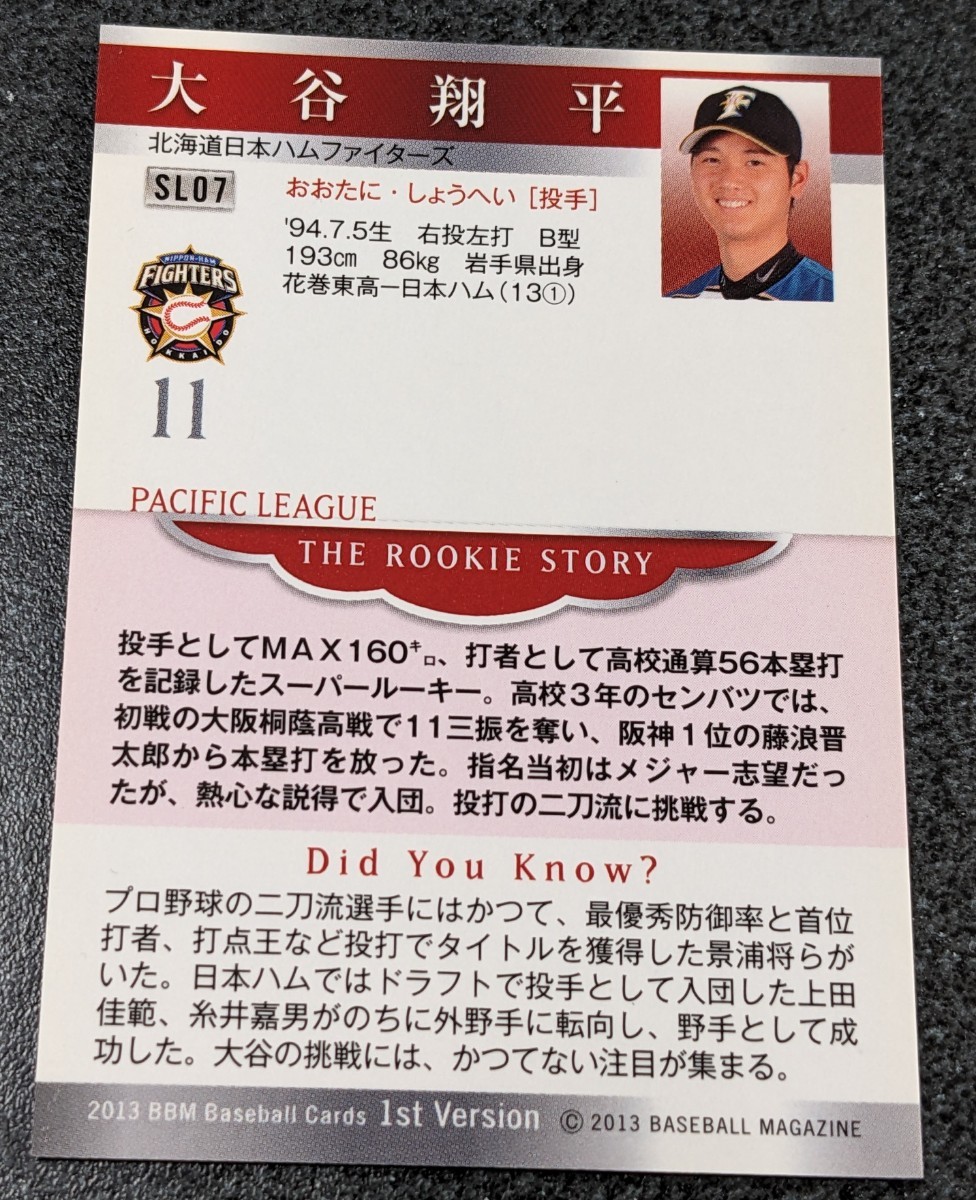 大谷翔平
北海道日本ハムファイターズ
SL07
おおたに・しょうへい［投手］
'94.7.5生　右投左打　B型
193㎝　86㎏　岩手県出身
花巻東高ー日本ハム（13①）
F
NIPPON-HAM
FIGHTERS
HOKKAIDO
11
PACIFIC LEAGUE
THE ROOKIE STORY
投手としてMAX160㌔、打者として高校通算56本塁打
を記録したスーパールーキー。高校3年のセンバツでは、
初戦の大阪桐蔭高戦で11三振を奪い、阪神1位の藤浪晋
太郎から本塁打を放った。指名当初はメジャー志望だっ
たが、熱心な説得で入団。投打の二刀流に挑戦する。
Did You Know?
プロ野球の二刀流選手にはかつて、最優秀防御率と首位
打者、打点王など投打でタイトルを獲得した景浦将らが
いた。日本ハムではドラフトで投手として入団した上田
佳範、糸井嘉男がのちに外野手に転向し、野手として成
功した。大谷の挑戦には、かつてない注目が集まる。
2013 BBM Baseball Cards 1st Version © 2013 BASEBALL MAGAZINE